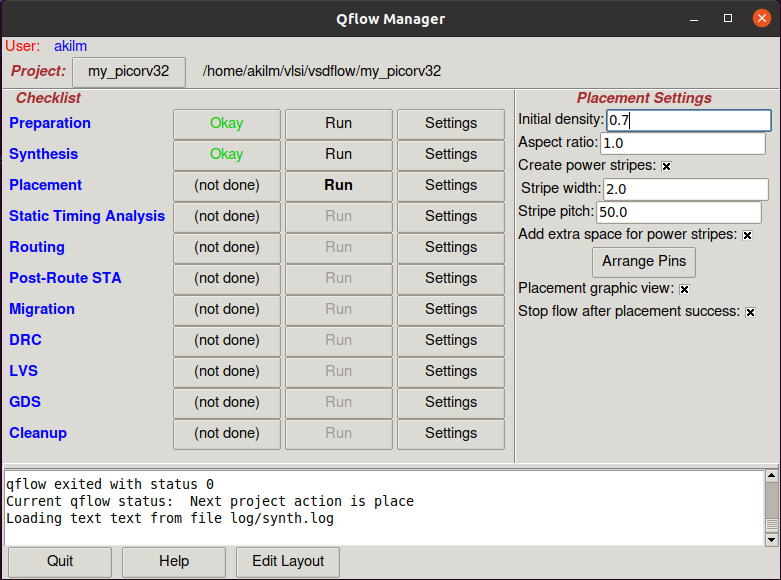 Qflow Manager
User: akilm
Project: my_picorv32 /home/akilm/vlsi/vsdflow/my_picorv32
Checklist
Preparation Okay Run Settings
Synthesis Okay Run Settings
Placement (not done) Run Settings
Static Timing Analysis (not done) Run Settings
Routing (not done) Run Settings
Post-Route STA (not done) Run Settings
Migration (not done) Run Settings
DRC (not done) Run Settings
LVS (not done) Run Settings
GDS (not done) Run Settings
Cleanup (not done) Run Settings
Placement Settings
Initial density: 0.7
Aspect ratio: 1.0
Create power stripes:
Stripe width: 2.0
Stripe pitch: 50.0
Add extra space for power stripes:
Arrange Pins
Placement graphic view:
Stop flow after placement success:
qflow exited with status 0
Current qflow status:  Next project action is place
Loading text text from file log/synth.log
Quit Help Edit Layout